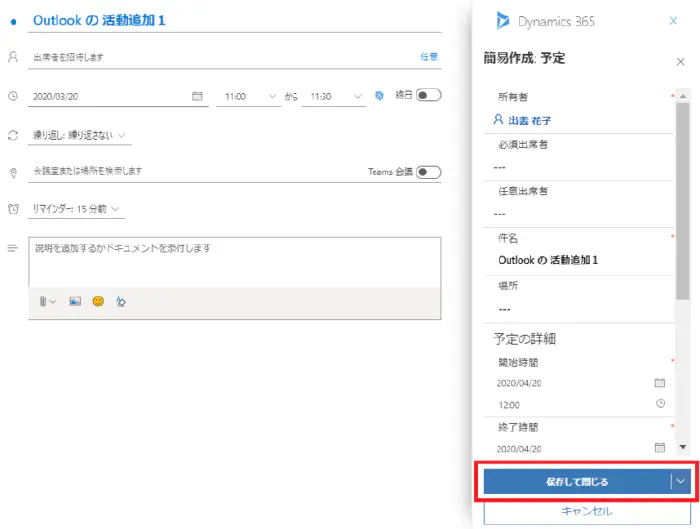 Outlook の 活動追加 1
出席者を招待します
任意
2020/03/20
11:00
から
11:30
終日
繰り返し: 繰り返さない
会議室または場所を検索します
Teams 会議
リマインダー: 15 分前
説明を追加するかドキュメントを添付します
Dynamics 365
簡易作成: 予定
所有者
*
出雲 花子
必須出席者
---
任意出席者
---
件名
*
Outlook の 活動追加 1
場所
---
予定の詳細
開始時間
*
2020/04/20
12:00
終了時間
*
2020/04/20
保存して閉じる
キャンセル